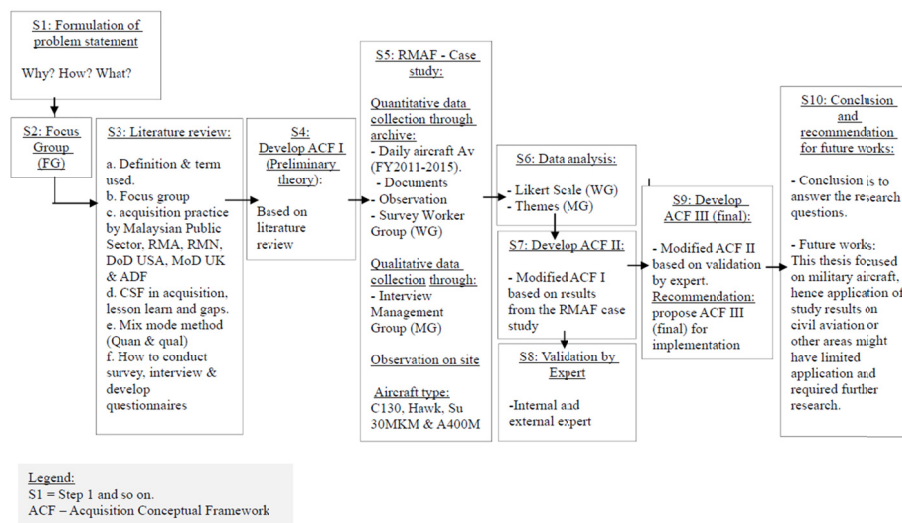 S1: Formulation of
problem statement
Why? How? What?
S2: Focus
Group
(FG)
S3: Literature review:
a. Definition & term
used.
b. Focus group
c. acquisition practice
by Malaysian Public
Sector, RMA, RMN,
DoD USA, MoD UK
& ADF
d. CSF in acquisition,
lesson learn and gaps.
e. Mix mode method
(Quan & qual)
f. How to conduct
survey, interview &
develop
questionnaires
S4:
Develop ACF I
(Preliminary
theory):
Based on
literature
review
S5: RMAF - Case
study:
Quantitative data
collection through
archive:
- Daily aircraft Av
(FY2011-2015).
- Documents
- Observation
- Survey Worker
Group (WG)
Qualitative data
collection through:
- Interview
Management
Group (MG)
Observation on site
Aircraft type:
C130, Hawk, Su
30MKM & A400M
S6: Data analysis:
- Likert Scale (WG)
- Themes (MG)
S7: Develop ACF II:
- Modified ACF I
based on results
from the RMAF case
study
S8: Validation by
Expert
-Internal and
external expert
S9: Develop
ACF III (final):
- Modified ACF II
based on validation
by expert.
Recommendation:
propose ACF III
(final) for
implementation
S10: Conclusion
and
recommendation
for future works:
- Conclusion is to
answer the research
questions.
- Future works:
This thesis focused
on military aircraft,
hence application of
study results on
civil aviation or
other areas might
have limited
application and
required further
research.
Legend:
S1 = Step 1 and so on.
ACF – Acquisition Conceptual Framework